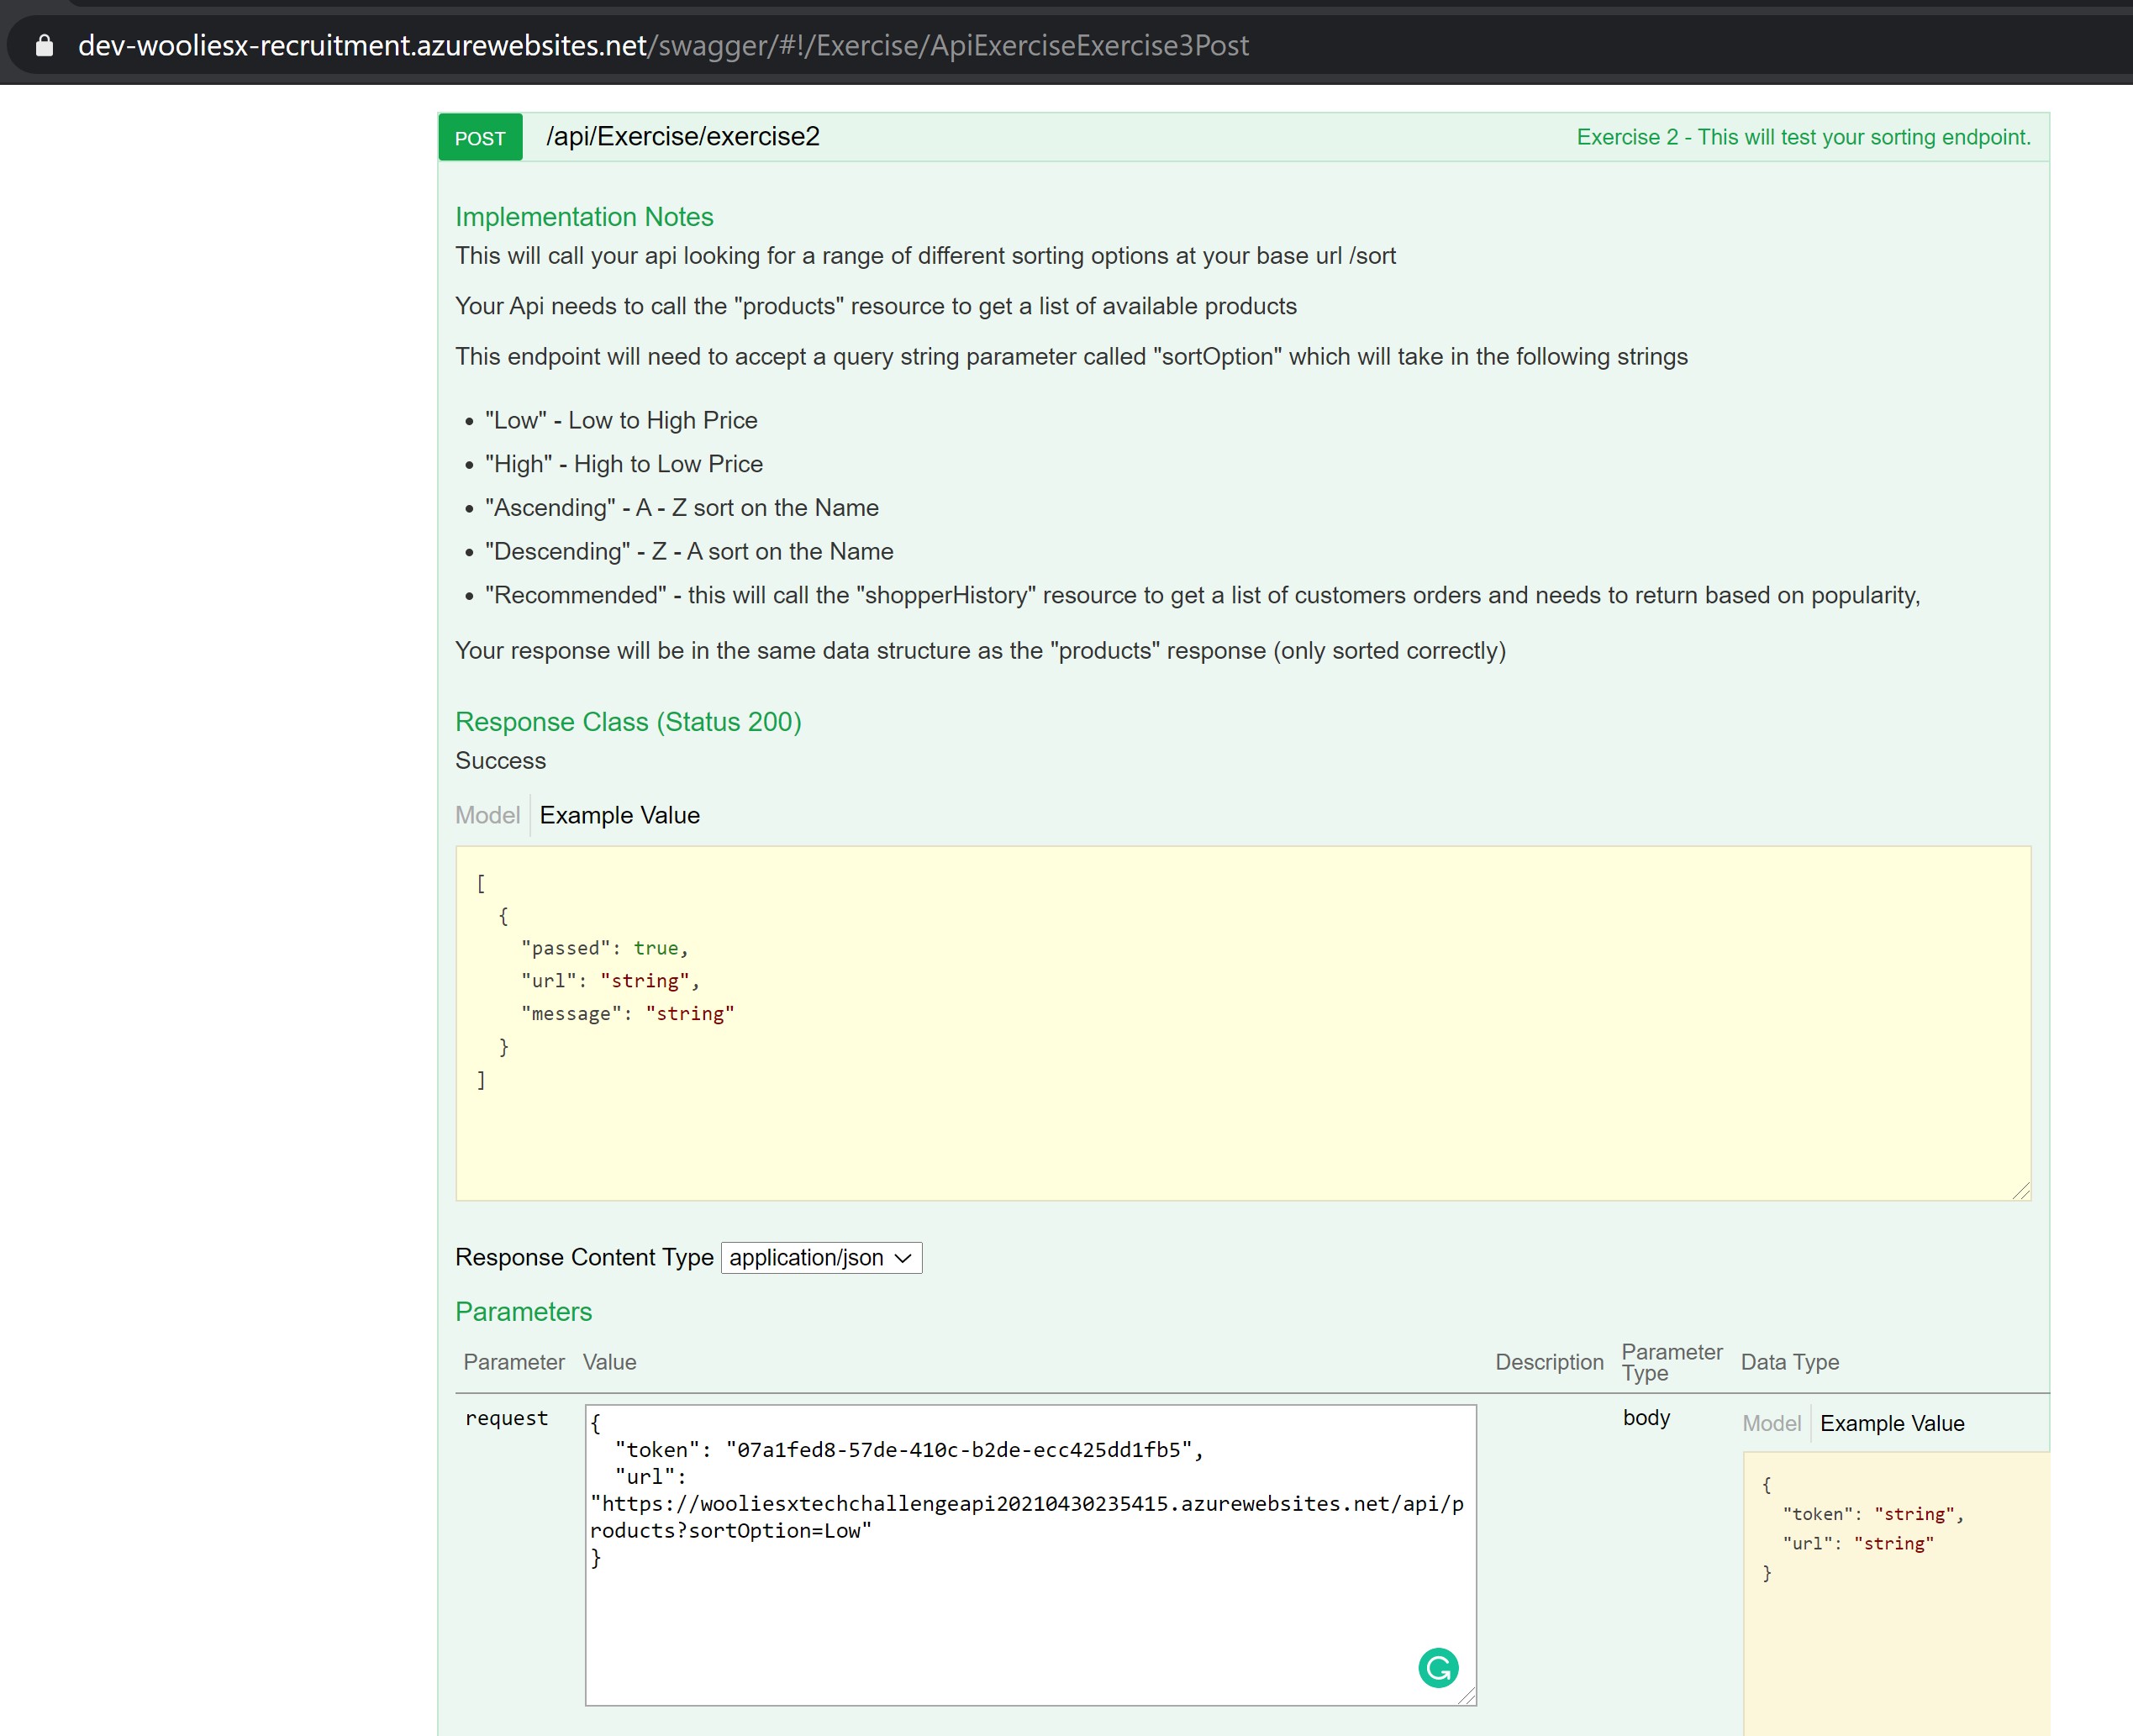 dev-wooliesx-recruitment.azurewebsites.net/swagger/#!/Exercise/ApiExerciseExercise3Post
POST /api/Exercise/exercise2 Exercise 2 - This will test your sorting endpoint.
Implementation Notes
This will call your api looking for a range of different sorting options at your base url /sort
Your Api needs to call the "products" resource to get a list of available products
This endpoint will need to accept a query string parameter called "sortOption" which will take in the following strings
• "Low" - Low to High Price
• "High" - High to Low Price
• "Ascending" - A - Z sort on the Name
• "Descending" - Z - A sort on the Name
• "Recommended" - this will call the "shopperHistory" resource to get a list of customers orders and needs to return based on popularity,
Your response will be in the same data structure as the "products" response (only sorted correctly)
Response Class (Status 200)
Success
Model Example Value
[
{
"passed": true,
"url": "string",
"message": "string"
}
]
Response Content Type application/json
Parameters
Parameter Value Description Parameter Type Data Type
request
{
"token": "07a1fed8-57de-410c-b2de-ecc425dd1fb5",
"url":
"https://wooliesxtechchallengeapi20210430235415.azurewebsites.net/api/p
roducts?sortOption=Low"
}
body
Model Example Value
{
"token": "string",
"url": "string"
}